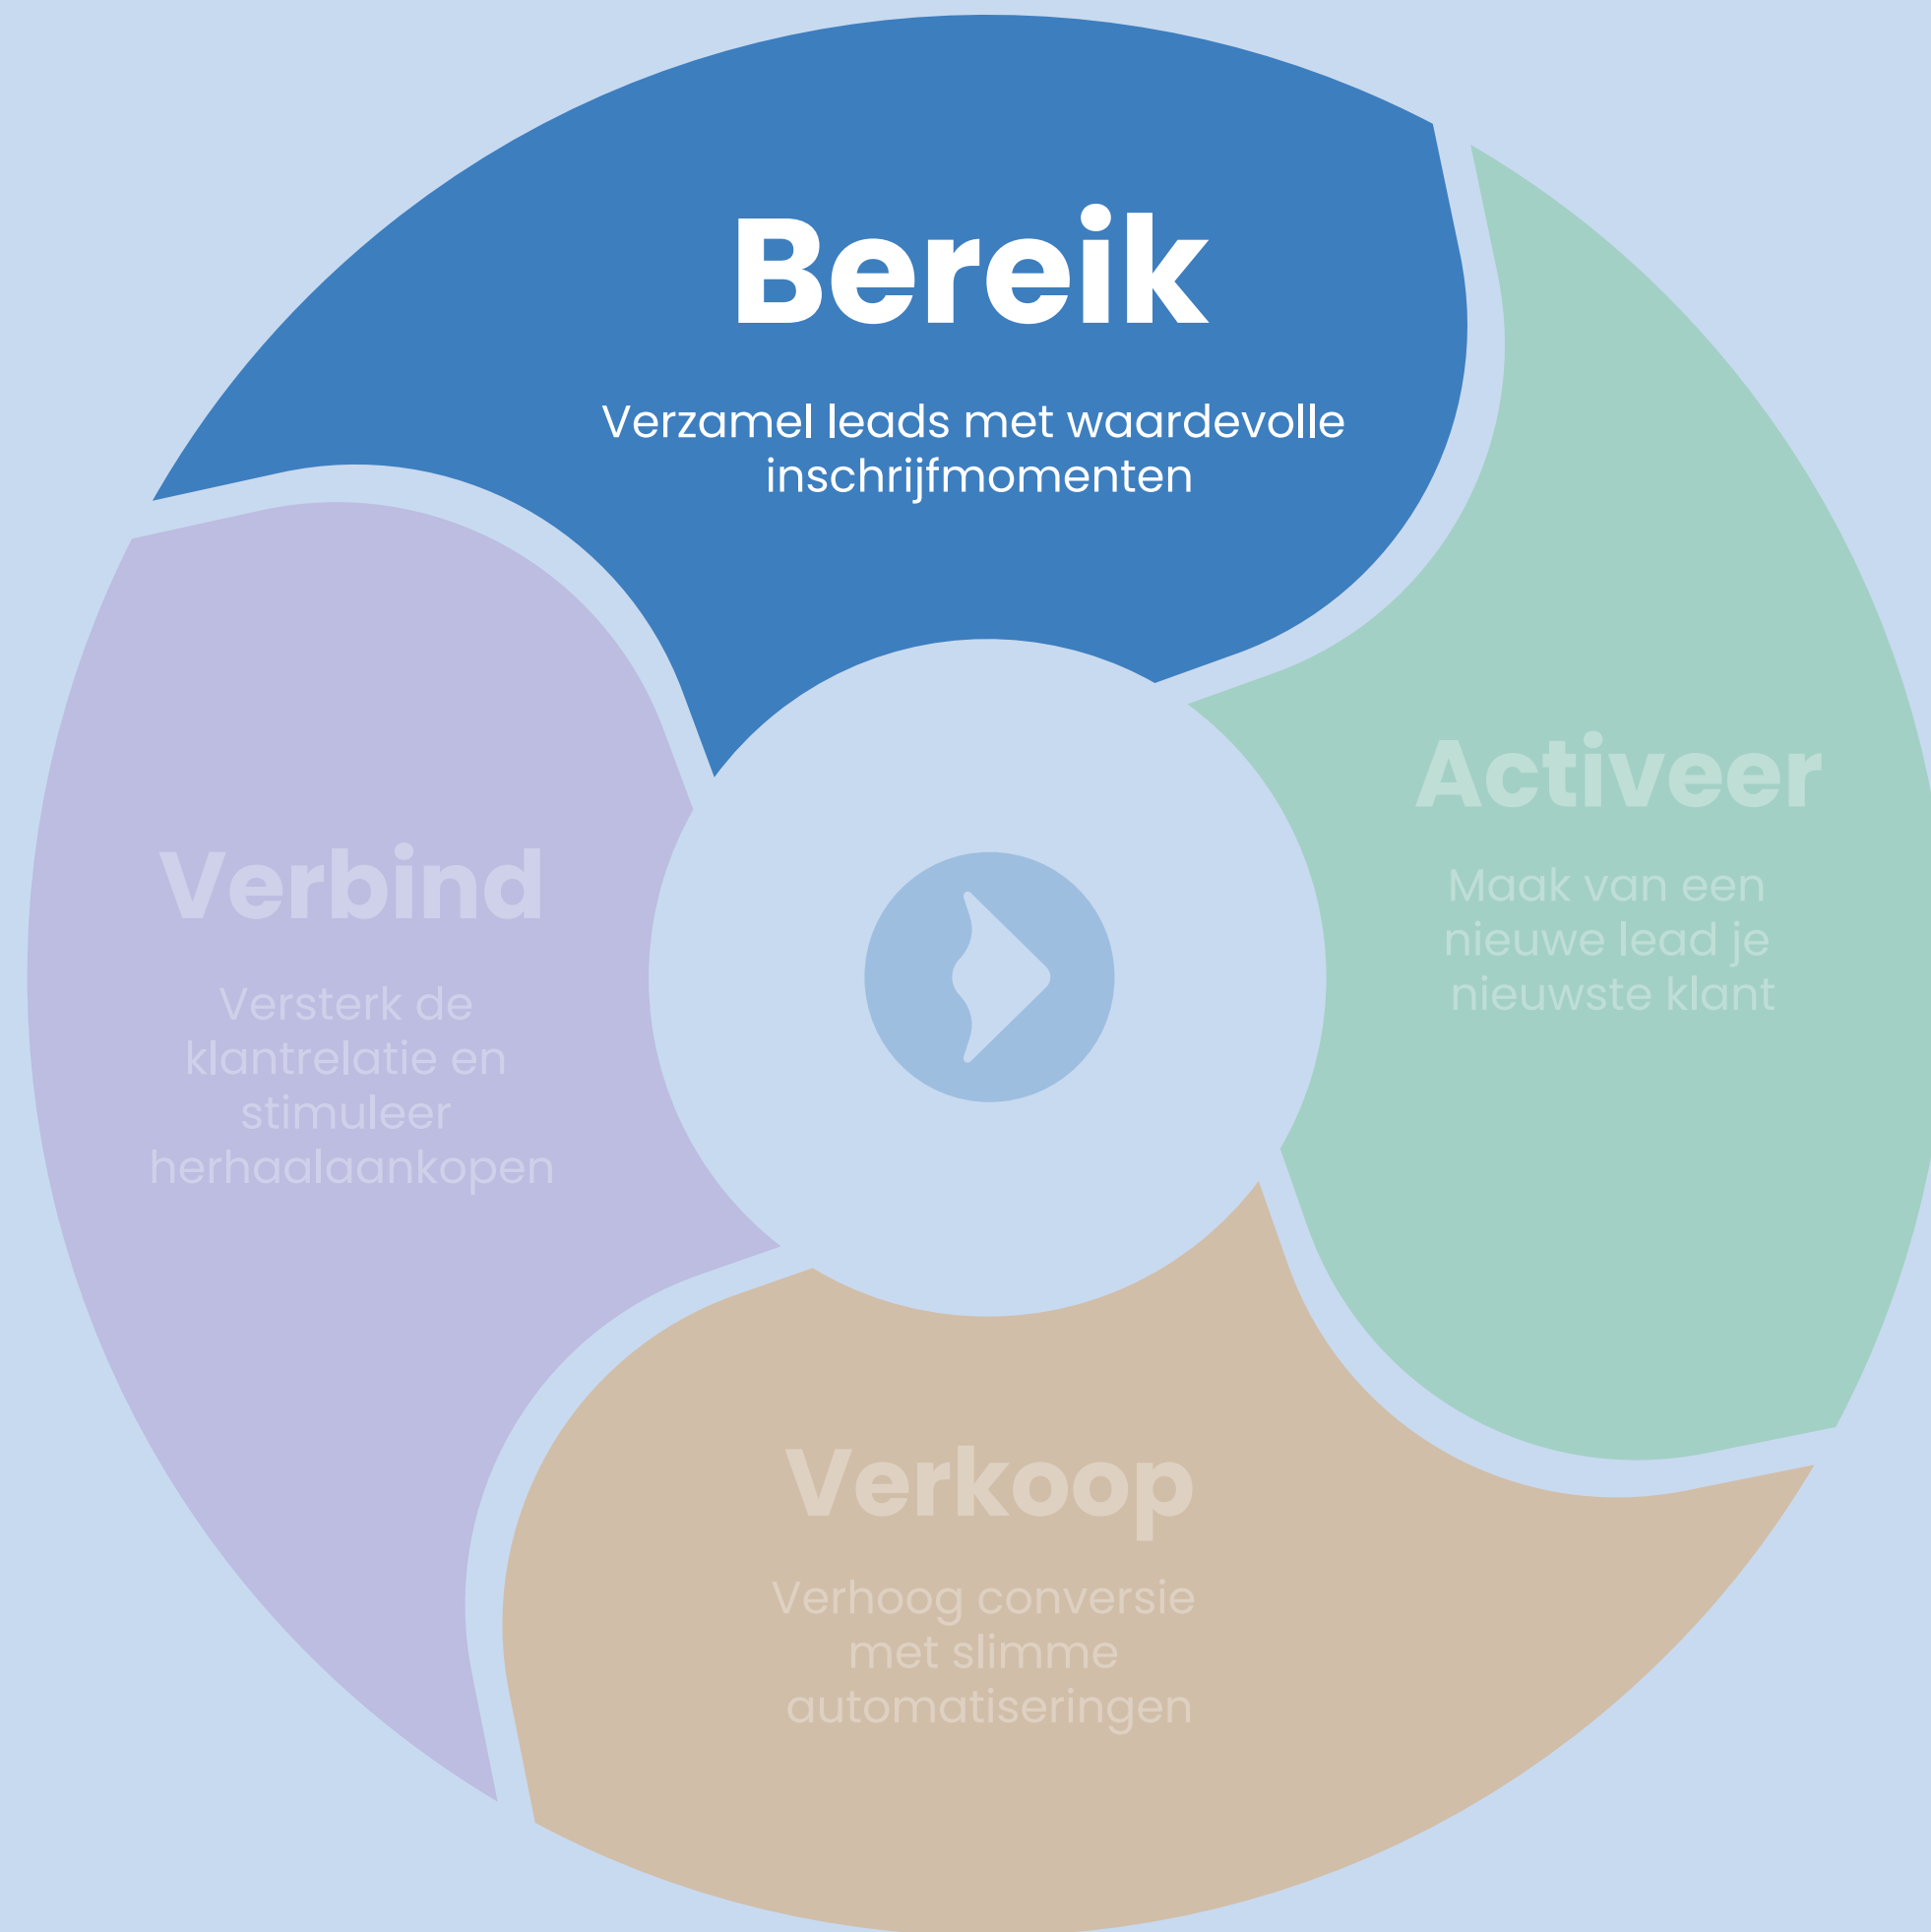 Bereik
Verzamel leads met waardevolle
inschrijfmomenten
Activeer
Maak van een
nieuwe lead je
nieuwste klant
Verkoop
Verhoog conversie
met slimme
automatiseringen
Verbind
Versterk de
klantrelatie en
stimuleer
herhaalaankopen